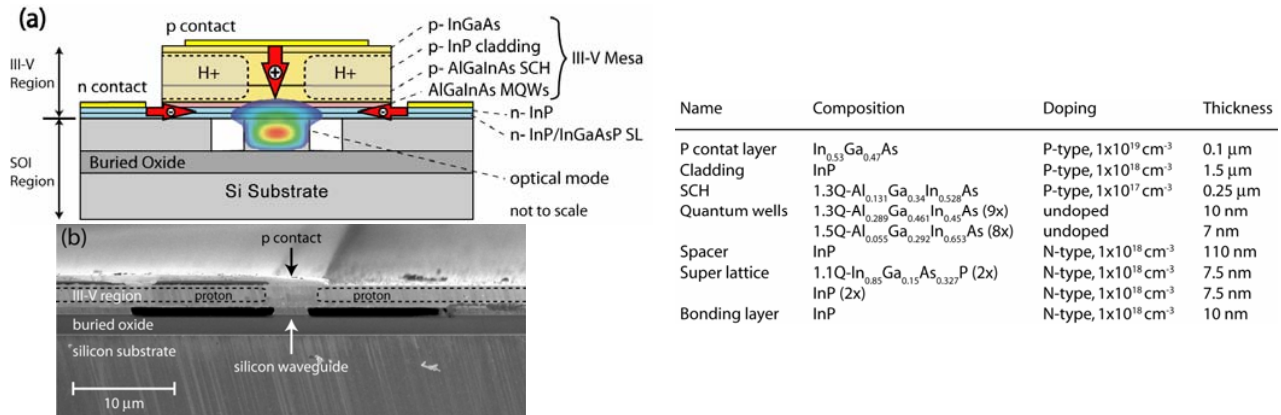 (a)
p contact
p- InGaAs
p- InP cladding
p- AlGaInAs SCH
AlGaInAs MQWs
III-V Mesa
III-V
Region
n contact
H+
H+
n- InP
n- InP/InGaAsP SL
SOI
Region
Buried Oxide
Si Substrate
optical mode
not to scale
(b)
p contact
III-V region
proton
proton
buried oxide
silicon substrate
silicon waveguide
10 μm
Name Composition Doping Thickness
P contat layer In0.53Ga0.47As P-type, 1x10^19 cm^-3 0.1 μm
Cladding InP P-type, 1x10^18 cm^-3 1.5 μm
SCH 1.3Q-Al0.131Ga0.34In0.528As P-type, 1x10^17 cm^-3 0.25 μm
Quantum wells 1.3Q-Al0.289Ga0.461In0.45As (9x) undoped 10 nm
1.5Q-Al0.055Ga0.292In0.653As (8x) undoped 7 nm
Spacer InP N-type, 1x10^18 cm^-3 110 nm
Super lattice 1.1Q-In0.85Ga0.15As0.327P (2x) N-type, 1x10^18 cm^-3 7.5 nm
InP (2x) N-type, 1x10^18 cm^-3 7.5 nm
Bonding layer InP N-type, 1x10^18 cm^-3 10 nm